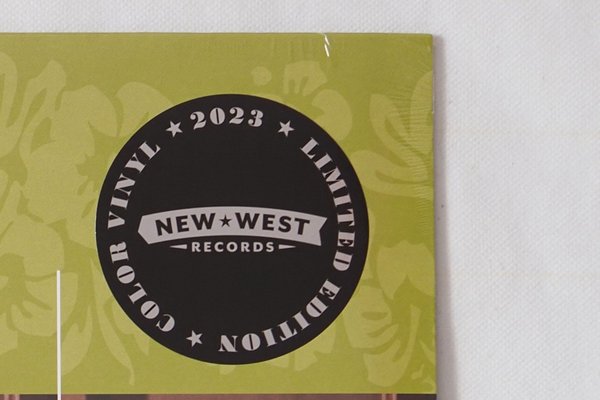 ★ 2023 ★ LIMITED EDITION ★ COLOR VINYL
NEW★WEST
RECORDS